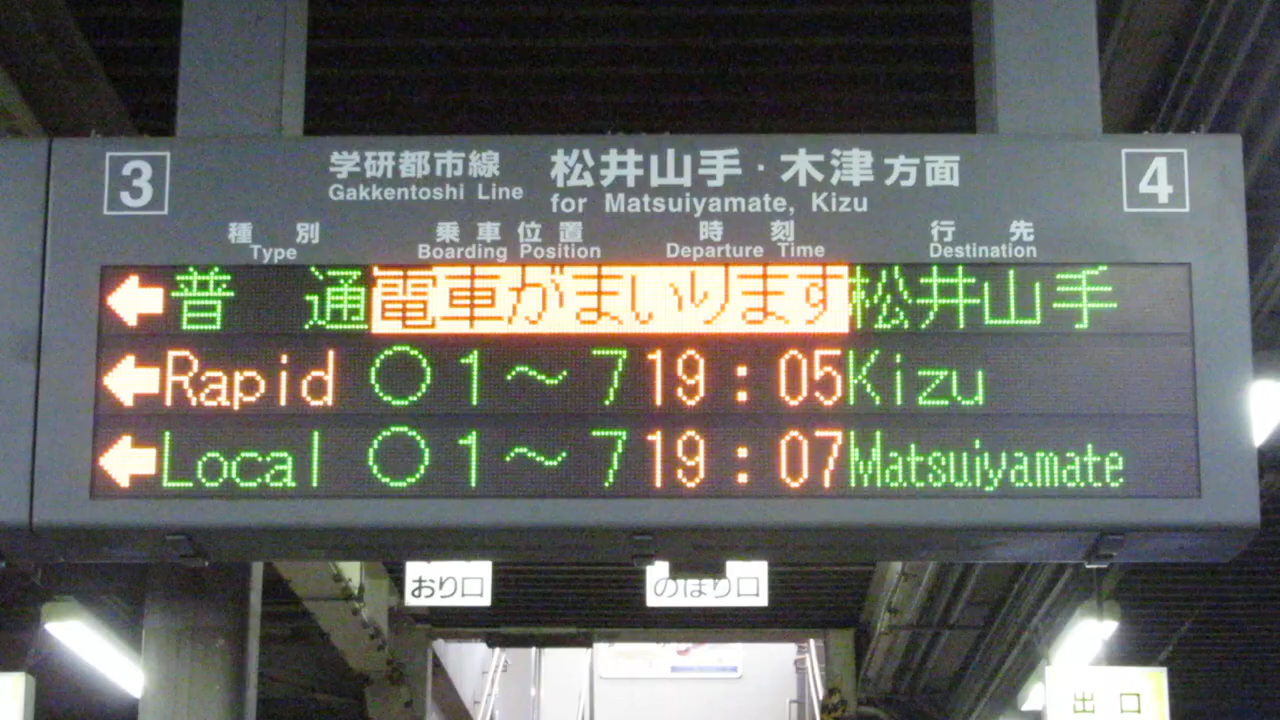 3 学研都市線 松井山手・木津方面 4
Gakkentoshi Line for Matsuiyamate, Kizu
種別 乗車位置 時刻 行先
Type Boarding Position Departure Time Destination
←普通電車がまいります松井山手
←Rapid ○1～7 19:05 Kizu
←Local ○1～7 19:07 Matsuiyamate
おり口 のぼり口
出口